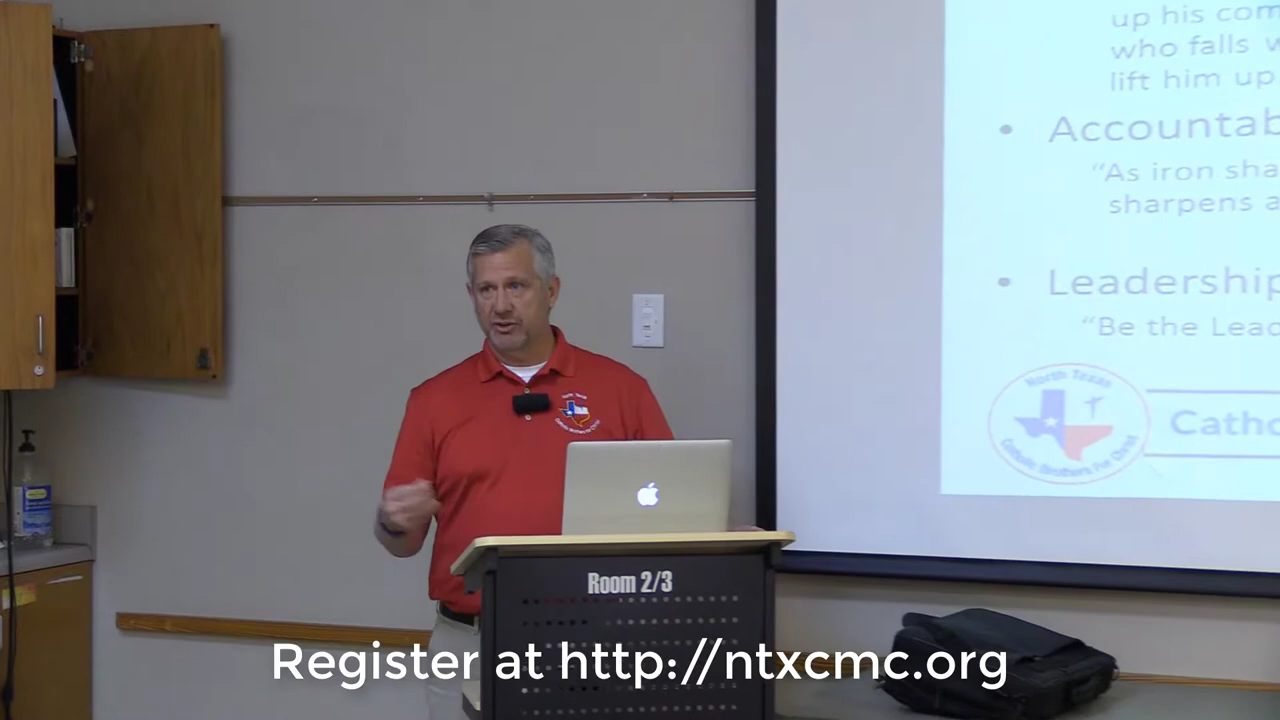 up his com
who falls w
lift him up
• Accountab
"As iron sha
sharpens a
• Leadership
"Be the Lead
North Texas
Catholic Brothers For Christ
Catho
Room 2/3
Register at http://ntxcmc.org